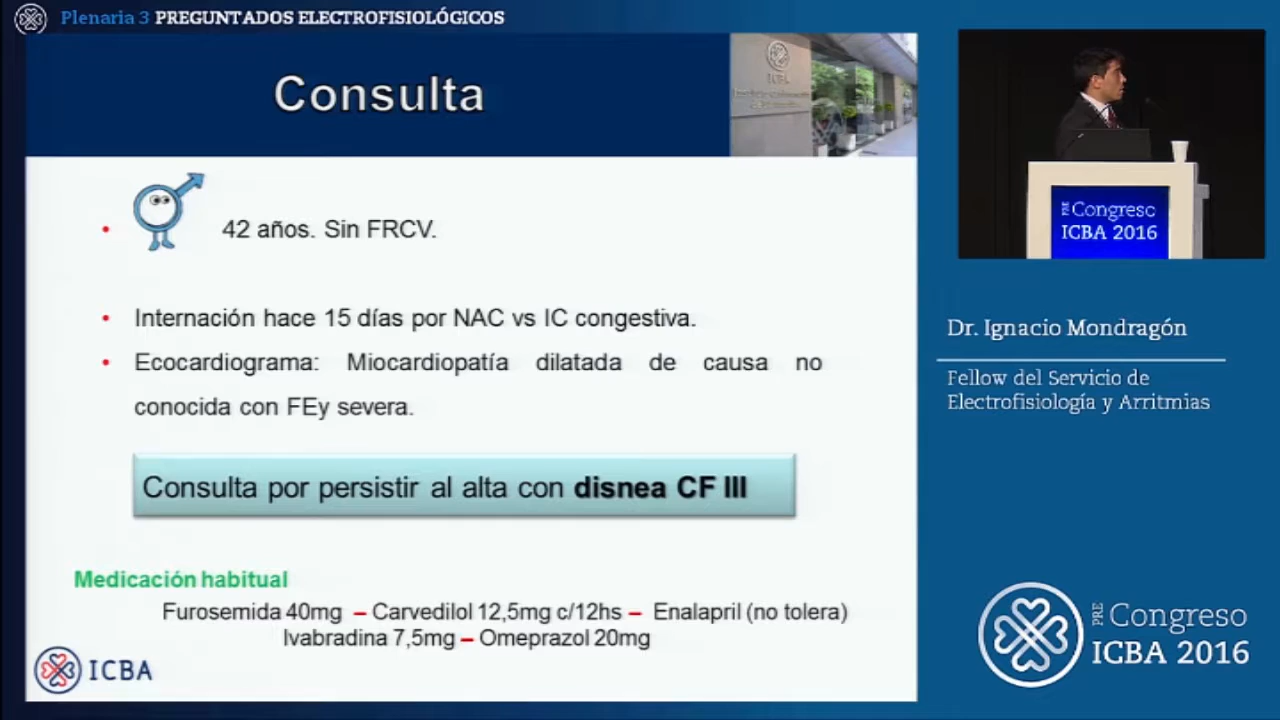 Plenaria 3 PREGUNTADOS ELECTROFISIOLÓGICOS
Consulta
ICBA
42 años. Sin FRCV.
Internación hace 15 días por NAC vs IC congestiva.
Ecocardiograma: Miocardiopatía dilatada de causa no
conocida con FEy severa.
Consulta por persistir al alta con disnea CF III
Medicación habitual
Furosemida 40mg – Carvedilol 12,5mg c/12hs – Enalapril (no tolera)
Ivabradina 7,5mg – Omeprazol 20mg
ICBA
PRE Congreso
ICBA 2016
Dr. Ignacio Mondragón
Fellow del Servicio de
Electrofisiología y Arritmias
PRE Congreso
ICBA 2016